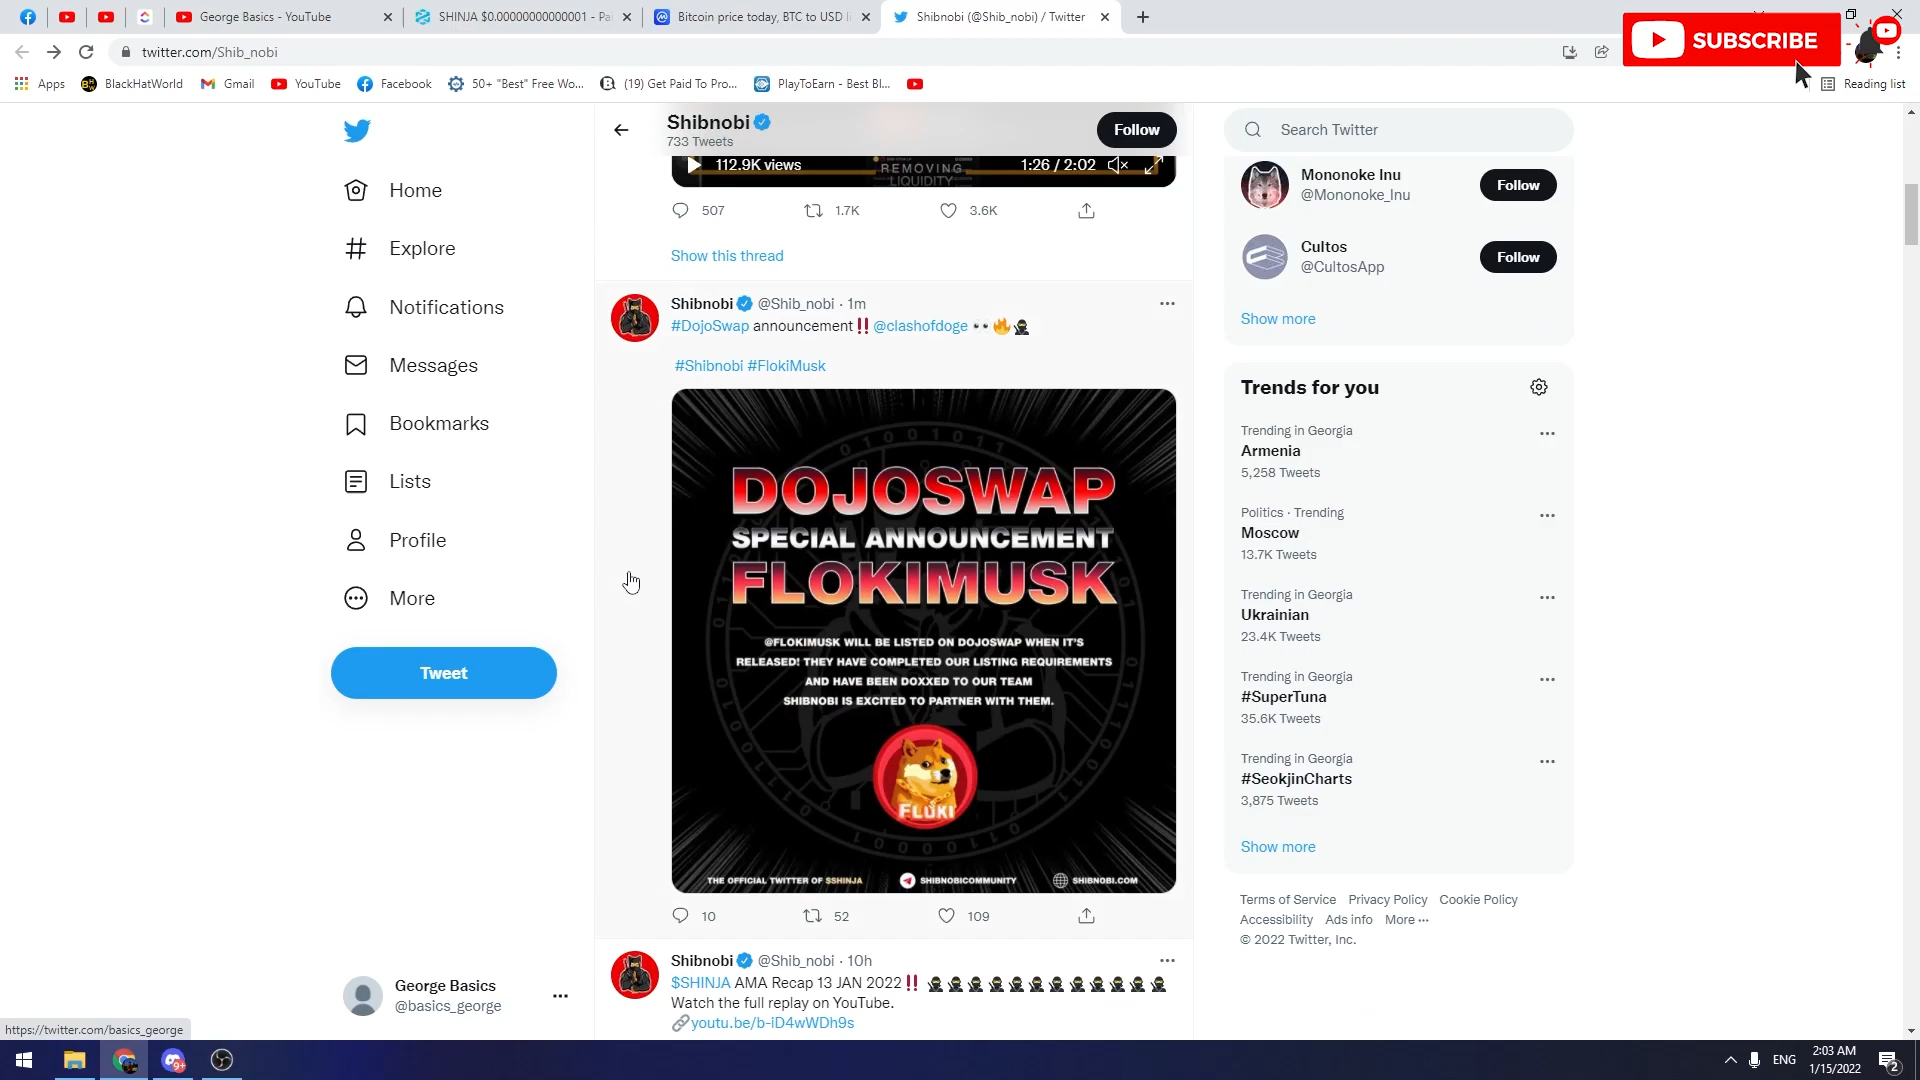 George Basics - YouTube
SHINJA $0.00000000000001 - Pa
Bitcoin price today, BTC to USD li
Shibnobi (@Shib_nobi) / Twitter
SUBSCRIBE
twitter.com/Shib_nobi
Apps
BlackHatWorld
Gmail
YouTube
Facebook
50+ "Best" Free Wo...
(19) Get Paid To Pro...
PlayToEarn - Best Bl...
Reading list
Home
Explore
Notifications
Messages
Bookmarks
Lists
Profile
More
Tweet
George Basics
@basics_george
https://twitter.com/basics_george
Shibnobi
733 Tweets
Follow
112.9K views
REMOVING
LIQUIDITY
1:26 / 2:02
507 1.7K 3.6K
Show this thread
Shibnobi @Shib_nobi · 1m
#DojoSwap announcement‼️ @clashofdoge 👀🔥🥷
#Shibnobi #FlokiMusk
DOJOSWAP
SPECIAL ANNOUNCEMENT
FLOKIMUSK
@FLOKIMUSK WILL BE LISTED ON DOJOSWAP WHEN IT'S
RELEASED! THEY HAVE COMPLETED OUR LISTING REQUIREMENTS
AND HAVE BEEN DOXXED TO OUR TEAM
SHIBNOBI IS EXCITED TO PARTNER WITH THEM.
FLUKI
THE OFFICIAL TWITTER OF $SHINJA
SHIBNOBICOMMUNITY
SHIBNOBI.COM
10 52 109
Shibnobi @Shib_nobi · 10h
$SHINJA AMA Recap 13 JAN 2022‼️ 🥷🥷🥷🥷🥷🥷🥷🥷🥷🥷🥷🥷
Watch the full replay on YouTube.
🔗youtu.be/b-iD4wWDh9s
Search Twitter
Mononoke Inu
@Mononoke_Inu
Follow
Cultos
@CultosApp
Follow
Show more
Trends for you
Trending in Georgia
Armenia
5,258 Tweets
Politics · Trending
Moscow
13.7K Tweets
Trending in Georgia
Ukrainian
23.4K Tweets
Trending in Georgia
#SuperTuna
35.6K Tweets
Trending in Georgia
#SeokjinCharts
3,875 Tweets
Show more
Terms of Service Privacy Policy Cookie Policy
Accessibility Ads info More ···
© 2022 Twitter, Inc.
9+
ENG
2:03 AM
1/15/2022
2